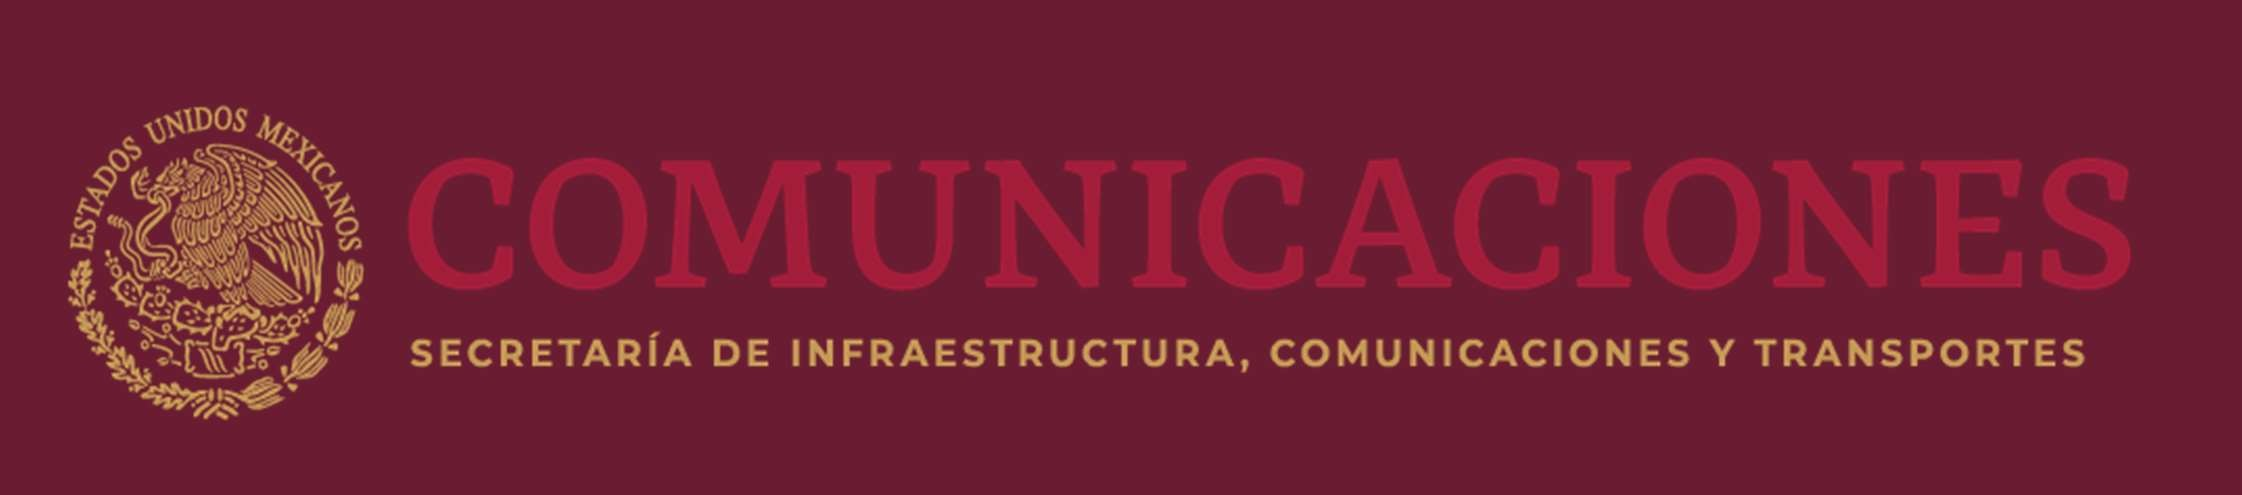 ESTADOS UNIDOS MEXICANOS
COMUNICACIONES
SECRETARÍA DE INFRAESTRUCTURA, COMUNICACIONES Y TRANSPORTES